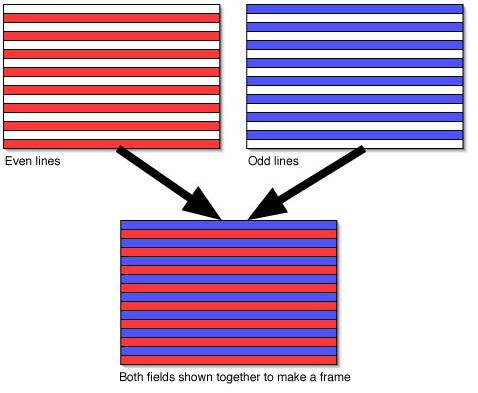 Even lines
Odd lines
Both fields shown together to make a frame